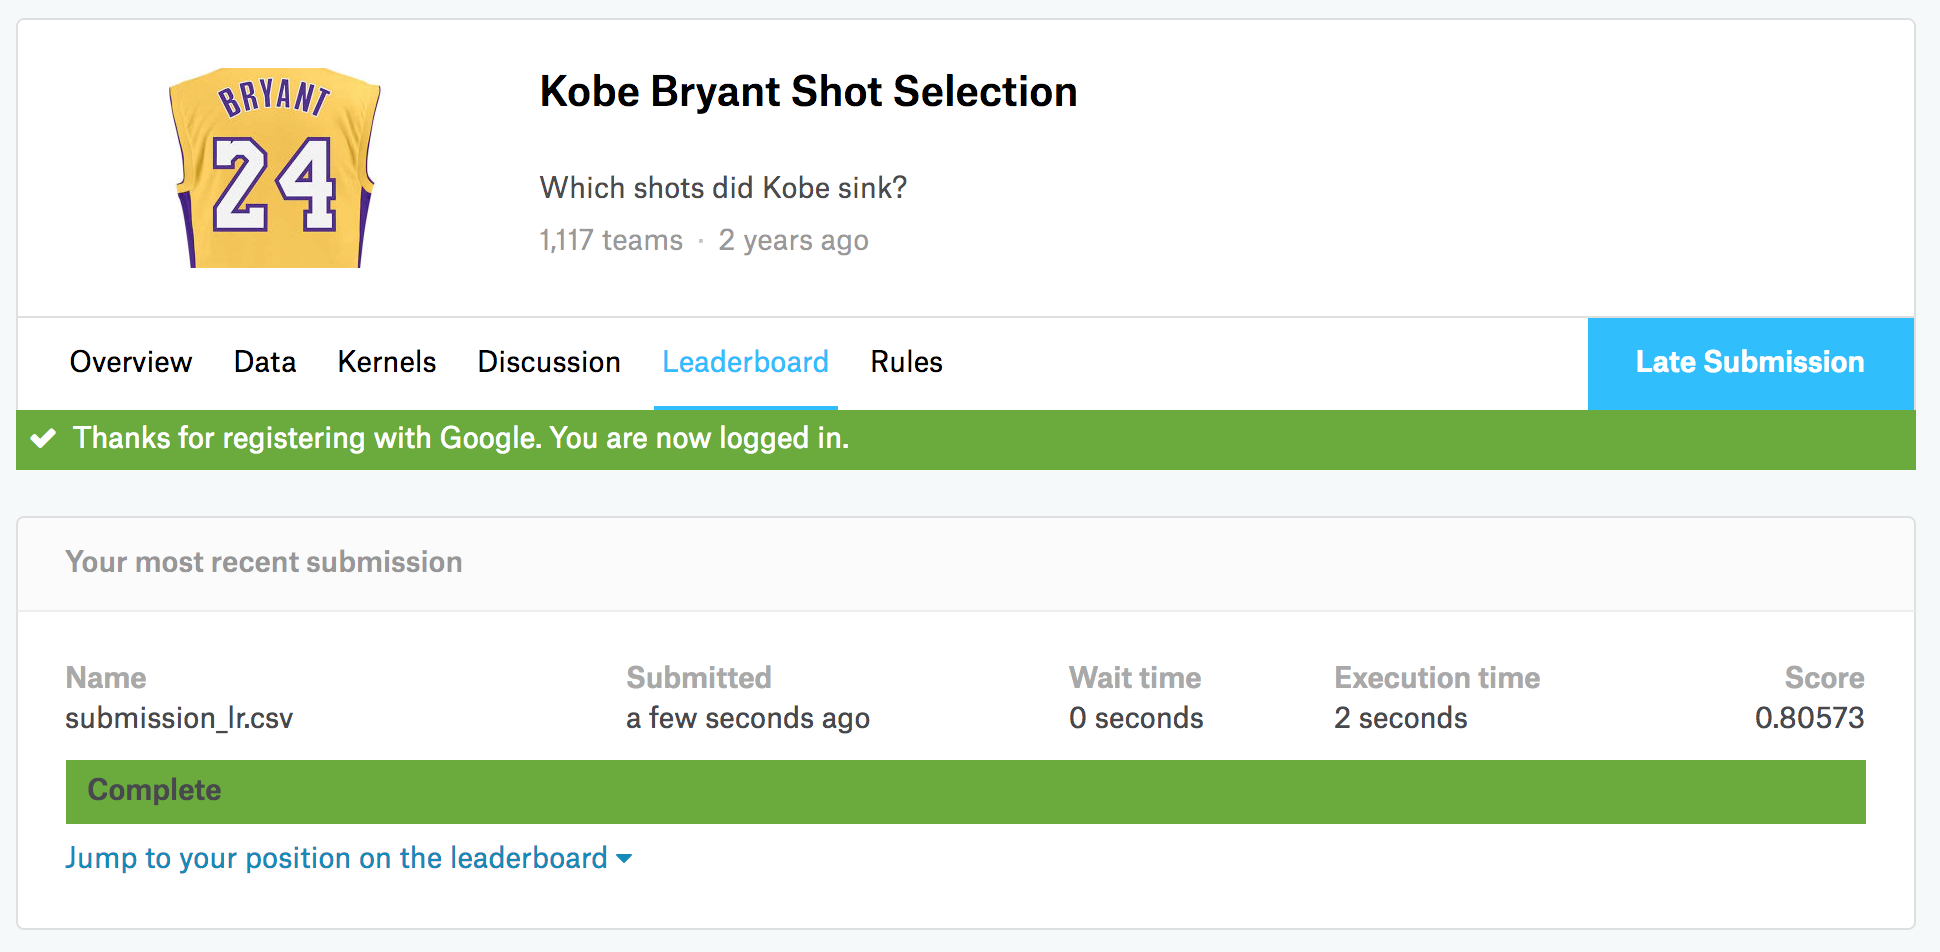 BRYANT
24
Kobe Bryant Shot Selection
Which shots did Kobe sink?
1,117 teams · 2 years ago
Overview Data Kernels Discussion Leaderboard Rules Late Submission
Thanks for registering with Google. You are now logged in.
Your most recent submission
Name Submitted Wait time Execution time Score
submission_lr.csv a few seconds ago 0 seconds 2 seconds 0.80573
Complete
Jump to your position on the leaderboard